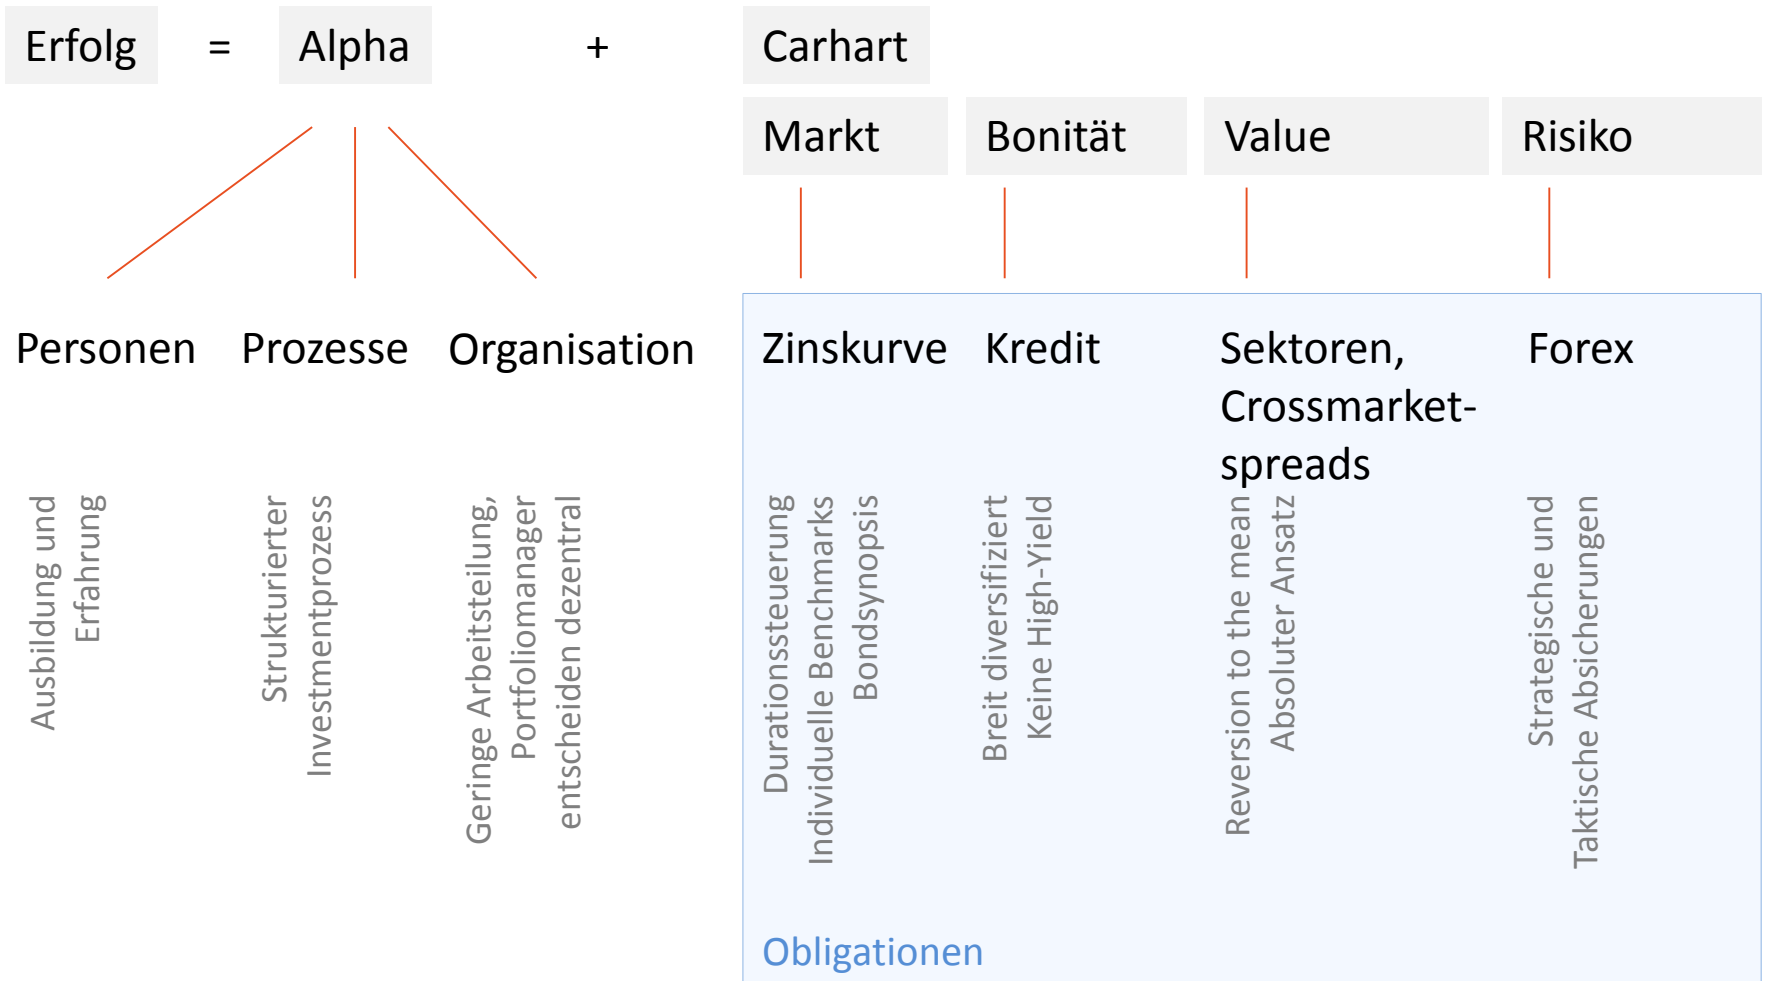 Erfolg = Alpha + Carhart
Markt Bonität Value Risiko
Personen Prozesse Organisation
Zinskurve Kredit Sektoren, Forex
Crossmarket-
spreads
Ausbildung und
Erfahrung
Strukturierter
Investmentprozess
Geringe Arbeitsteilung,
Portfoliomanager
entscheiden dezentral
Durationssteuerung
Individuelle Benchmarks
Bondsynopsis
Breit diversifiziert
Keine High-Yield
Reversion to the mean
Absoluter Ansatz
Strategische und
Taktische Absicherungen
Obligationen